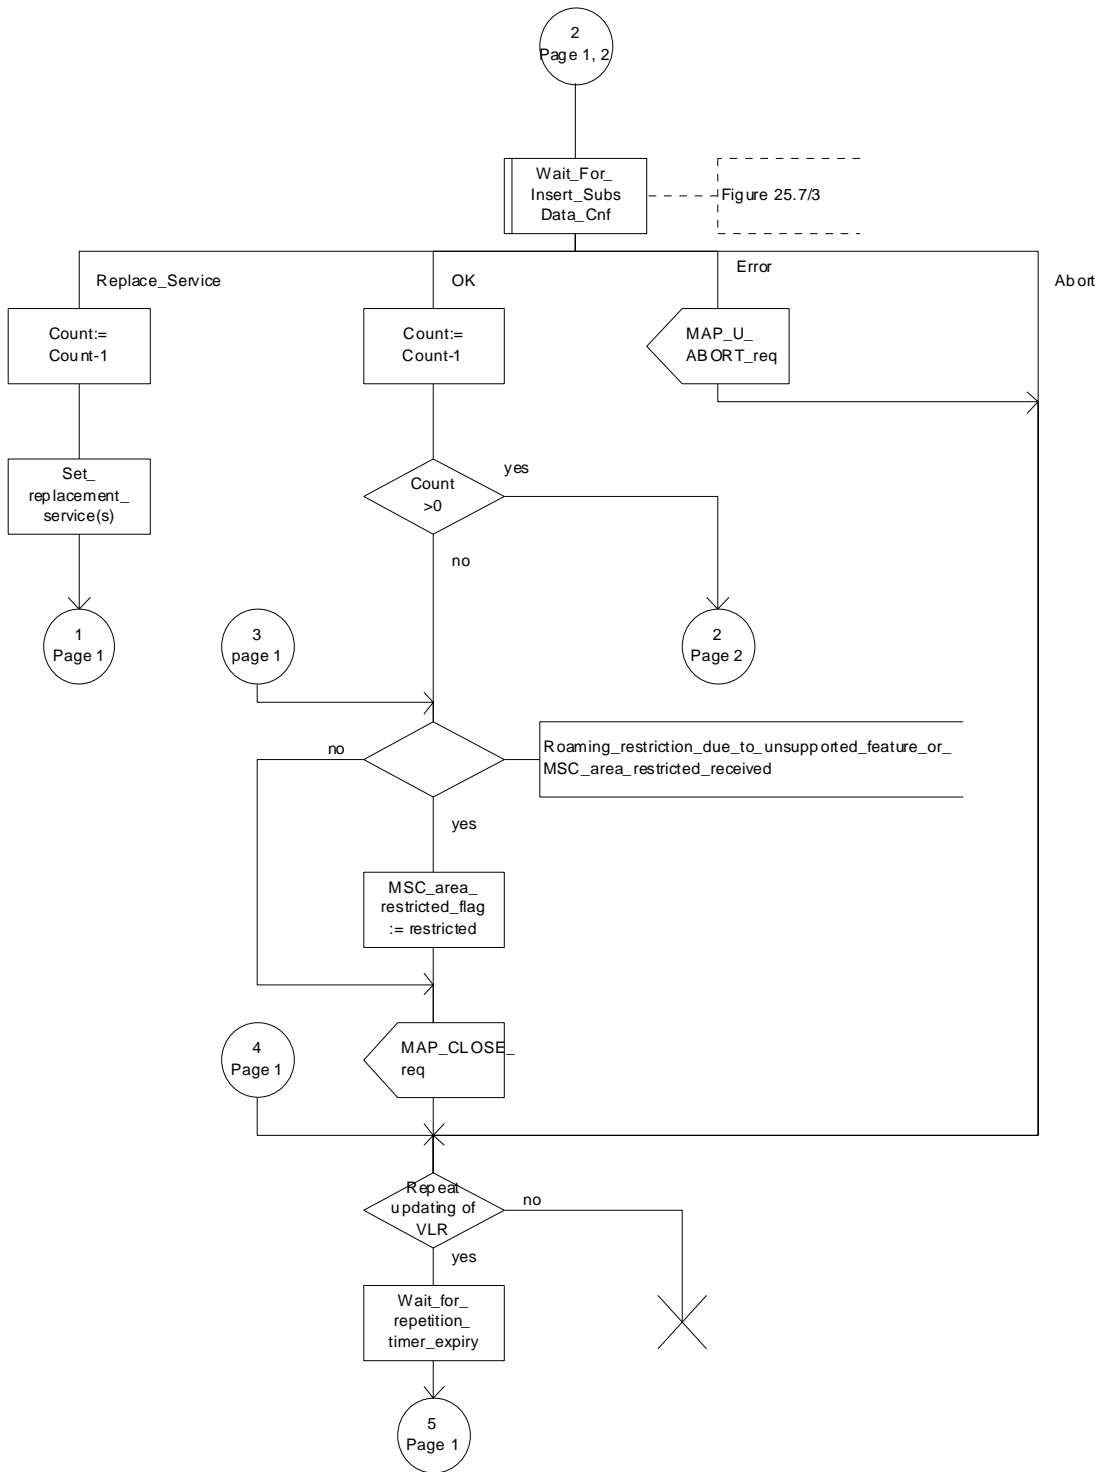 2
Page 1, 2
Wait_For_
Insert_Subs
Data_Cnf
Figure 25.7/3
Replace_Service
OK
Error
Abort
Count:=
Count-1
Count:=
Count-1
MAP_U_
ABORT_req
Set_
replacement_
service(s)
Count
>0
yes
no
1
Page 1
3
page 1
2
Page 2
no
Roaming_restriction_due_to_unsupported_feature_or_
MSC_area_restricted_received
yes
MSC_area_
restricted_flag
:= restricted
4
Page 1
MAP_CLOSE_
req
Repeat
updating of
VLR
no
yes
Wait_for_
repetition_
timer_expiry
5
Page 1